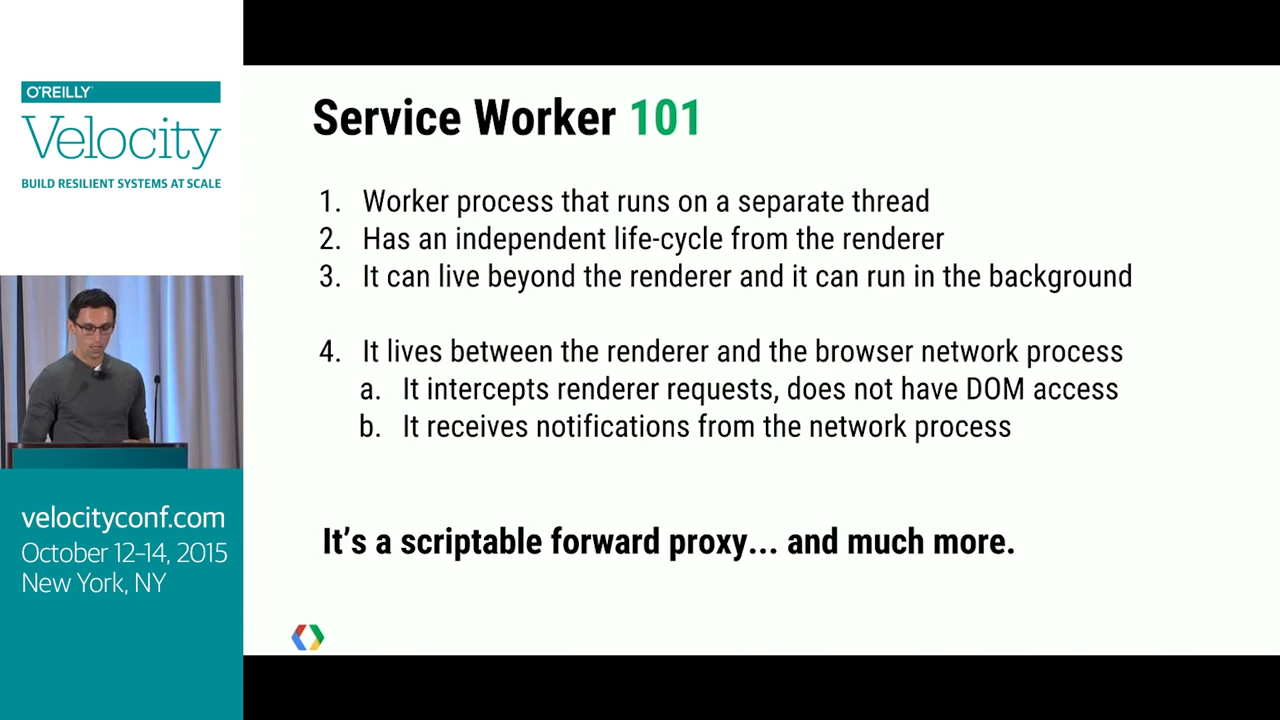 O'REILLY
Velocity
BUILD RESILIENT SYSTEMS AT SCALE
velocityconf.com
October 12–14, 2015
New York, NY
Service Worker 101
1. Worker process that runs on a separate thread
2. Has an independent life-cycle from the renderer
3. It can live beyond the renderer and it can run in the background
4. It lives between the renderer and the browser network process
a. It intercepts renderer requests, does not have DOM access
b. It receives notifications from the network process
It's a scriptable forward proxy... and much more.